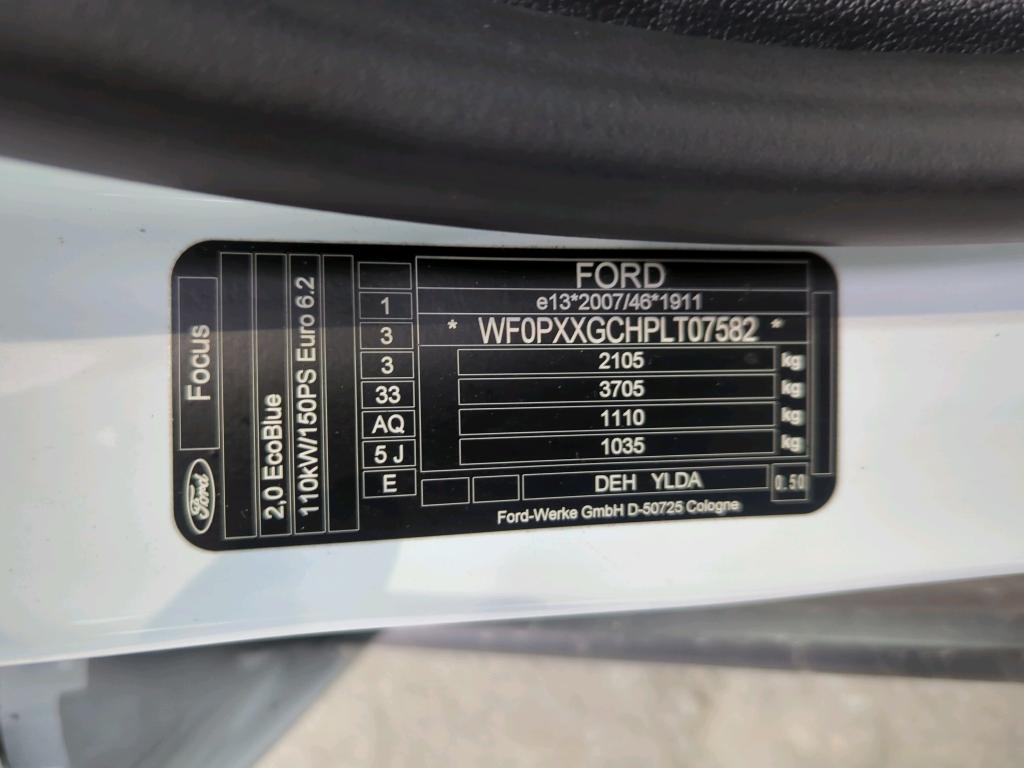 Focus
Ford
2,0 EcoBlue
110kW/150PS Euro 6.2
1
3
3
33
AQ
5 J
E
FORD
e13*2007/46*1911
* WF0PXXGCHPLT07582 *
2105 kg
3705 kg
1110 kg
1035 kg
DEH YLDA 0.50
Ford-Werke GmbH D-50725 Cologne